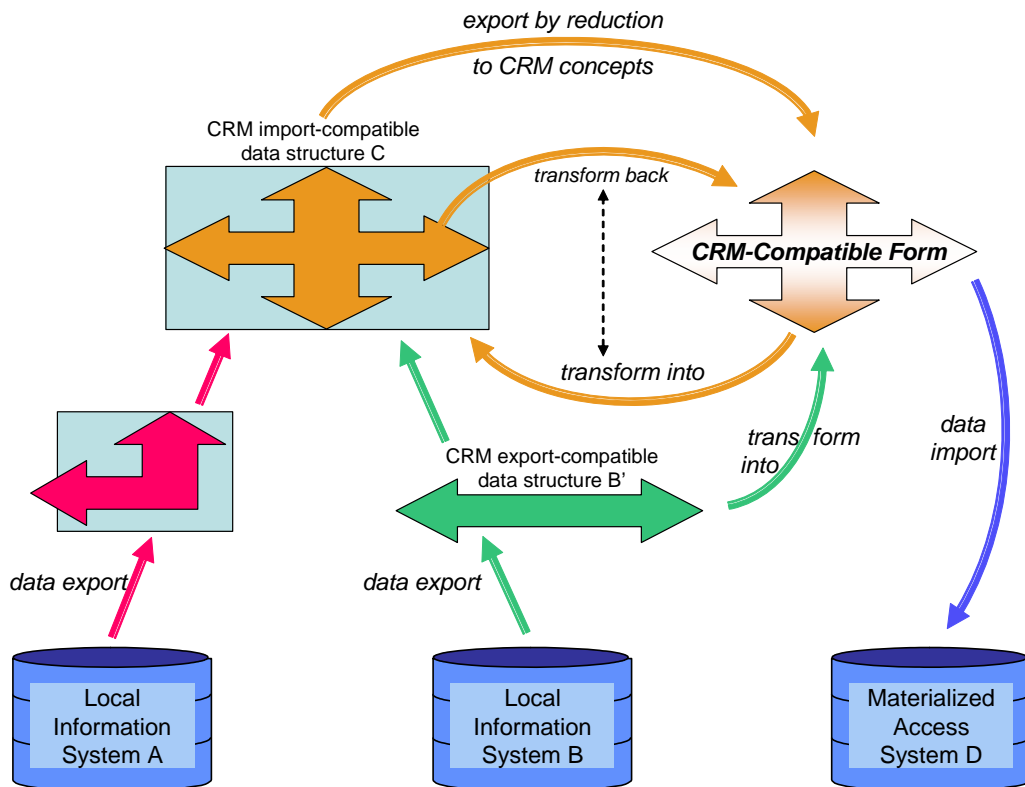 export by reduction
to CRM concepts
CRM import-compatible
data structure C
transform back
CRM-Compatible Form
transform into
trans form
into
data
import
CRM export-compatible
data structure B’
data export
data export
Local
Information
System A
Local
Information
System B
Materialized
Access
System D